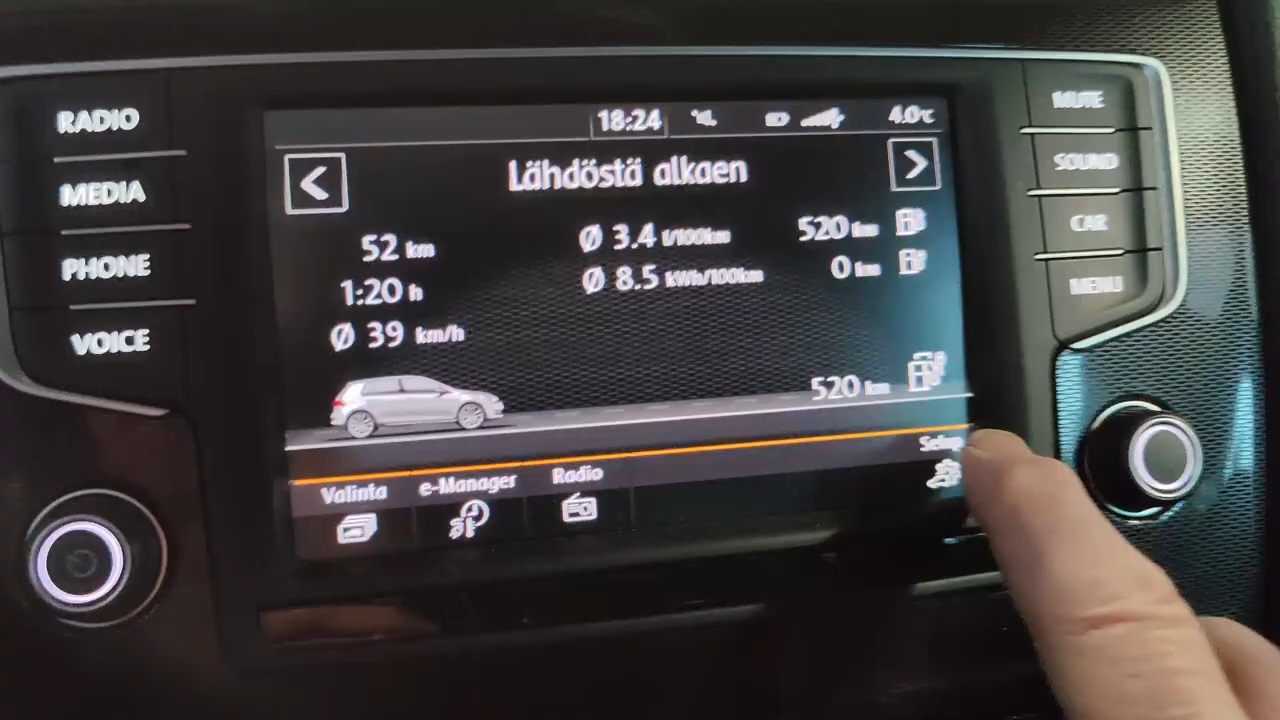 RADIO
MEDIA
PHONE
VOICE
18:24
4.0°C
Lähdöstä alkaen
52 km
1:20 h
Ø 39 km/h
Ø 3.4 l/100km
Ø 8.5 kWh/100km
520 km
0 km
520 km
Valinta
e-Manager
Radio
Setup
MUTE
SOUND
CAR
MENU